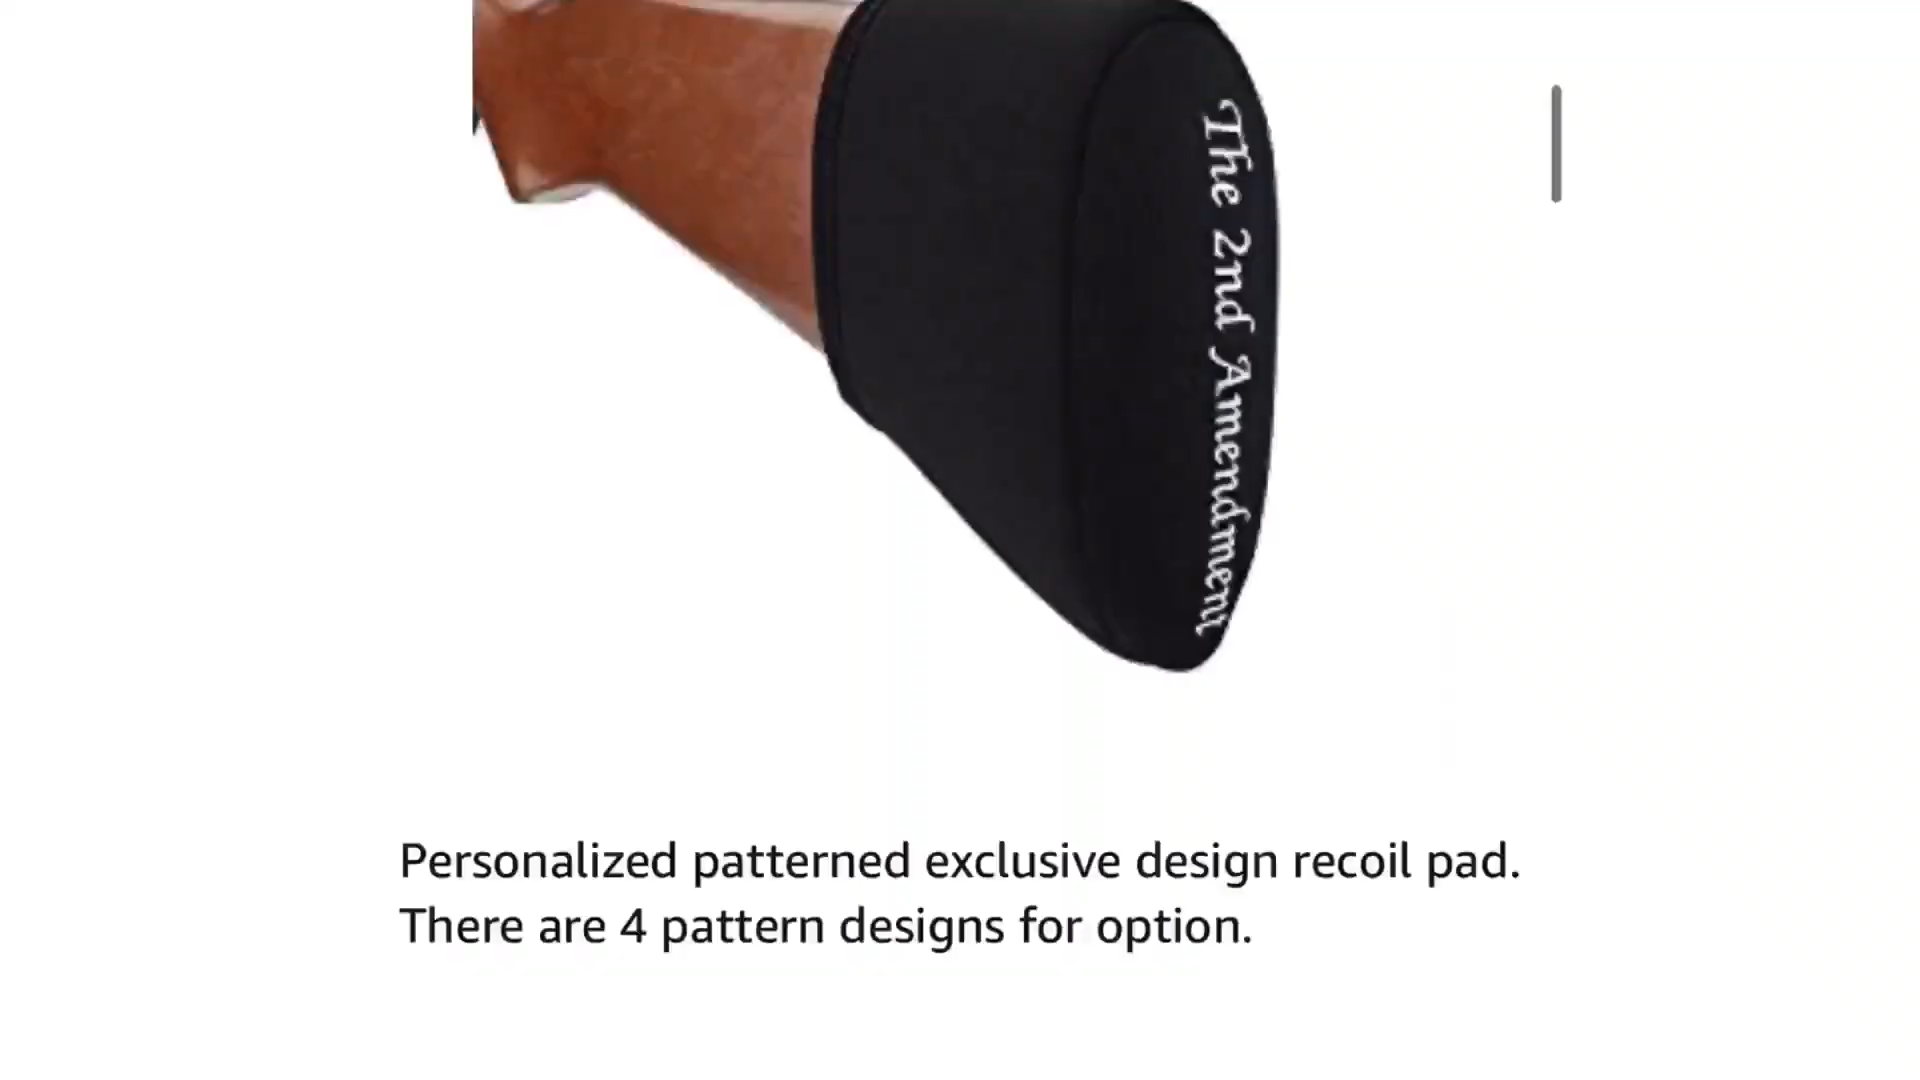 The 2nd Amendment
Personalized patterned exclusive design recoil pad.
There are 4 pattern designs for option.